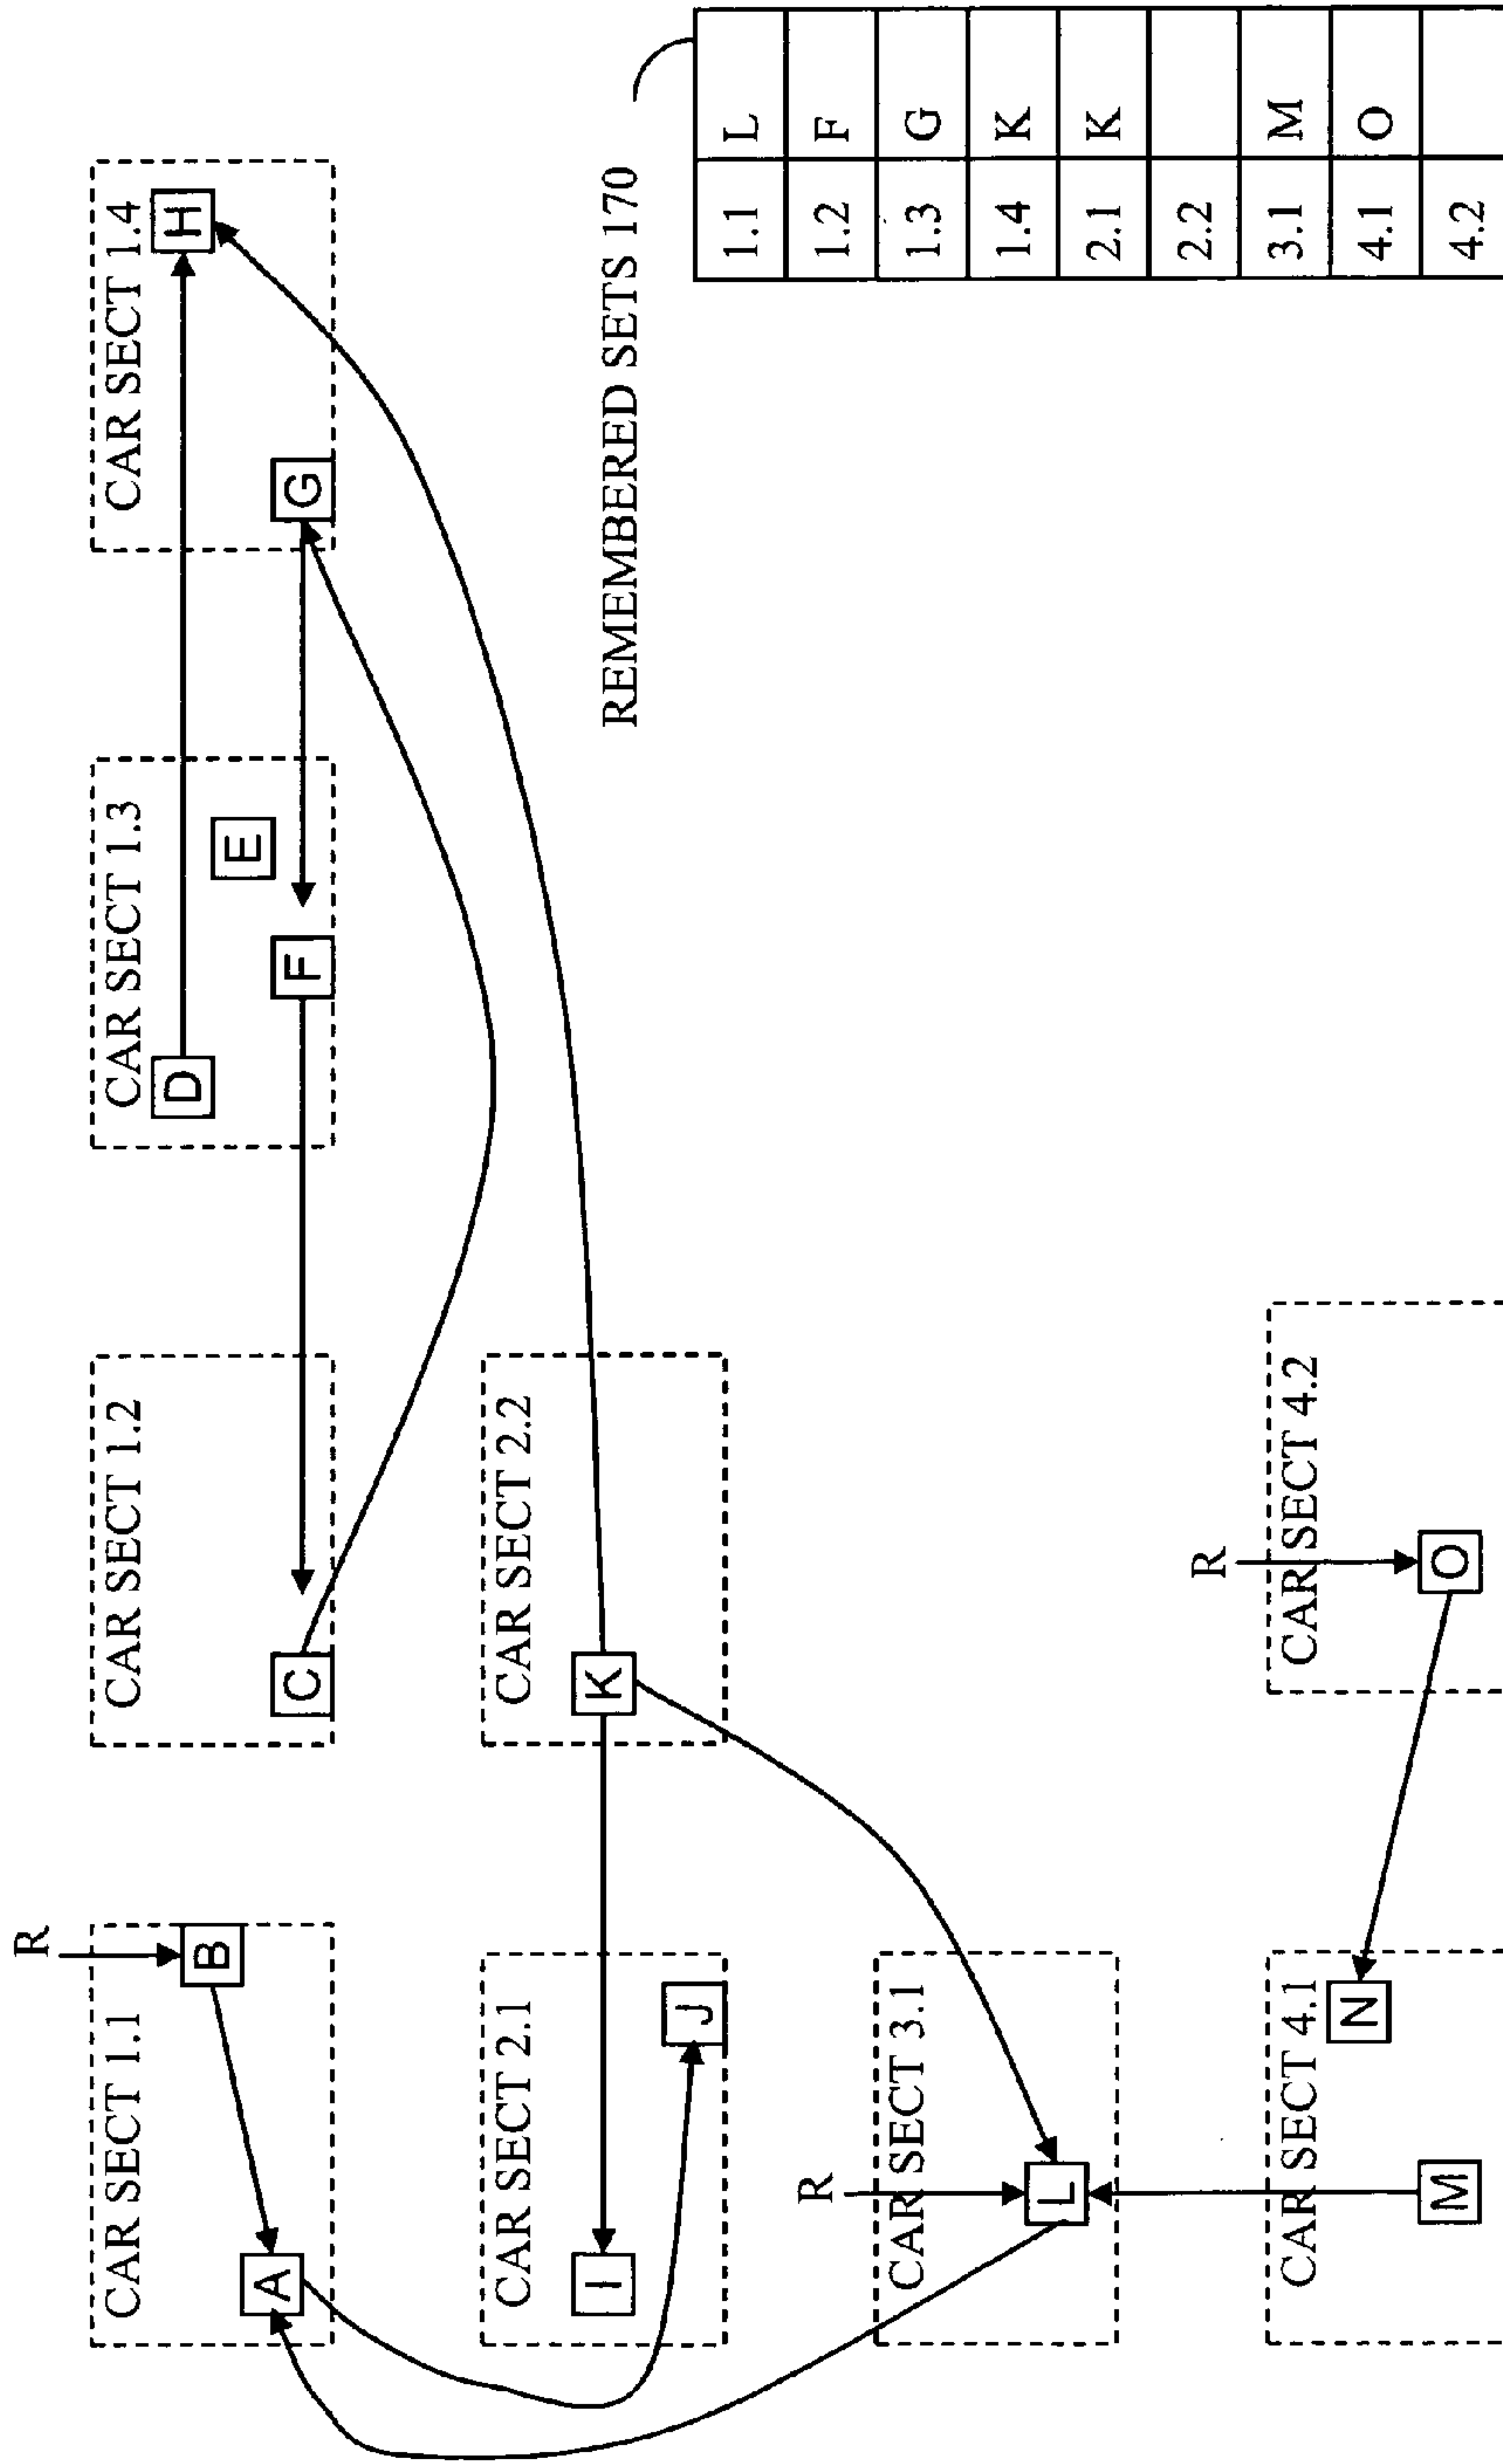 R
CAR SECT 1.1
CAR SECT 1.2
CAR SECT 1.3
CAR SECT 1.4
B
A
C
D
E
F
H
G
CAR SECT 2.1
CAR SECT 2.2
I
J
K
REMEMBERED SETS 170
R
CAR SECT 3.1
L
R
CAR SECT 4.1
CAR SECT 4.2
N
M
O
1.1 L
1.2 F
1.3 G
1.4 K
2.1 K
2.2
3.1 M
4.1 O
4.2